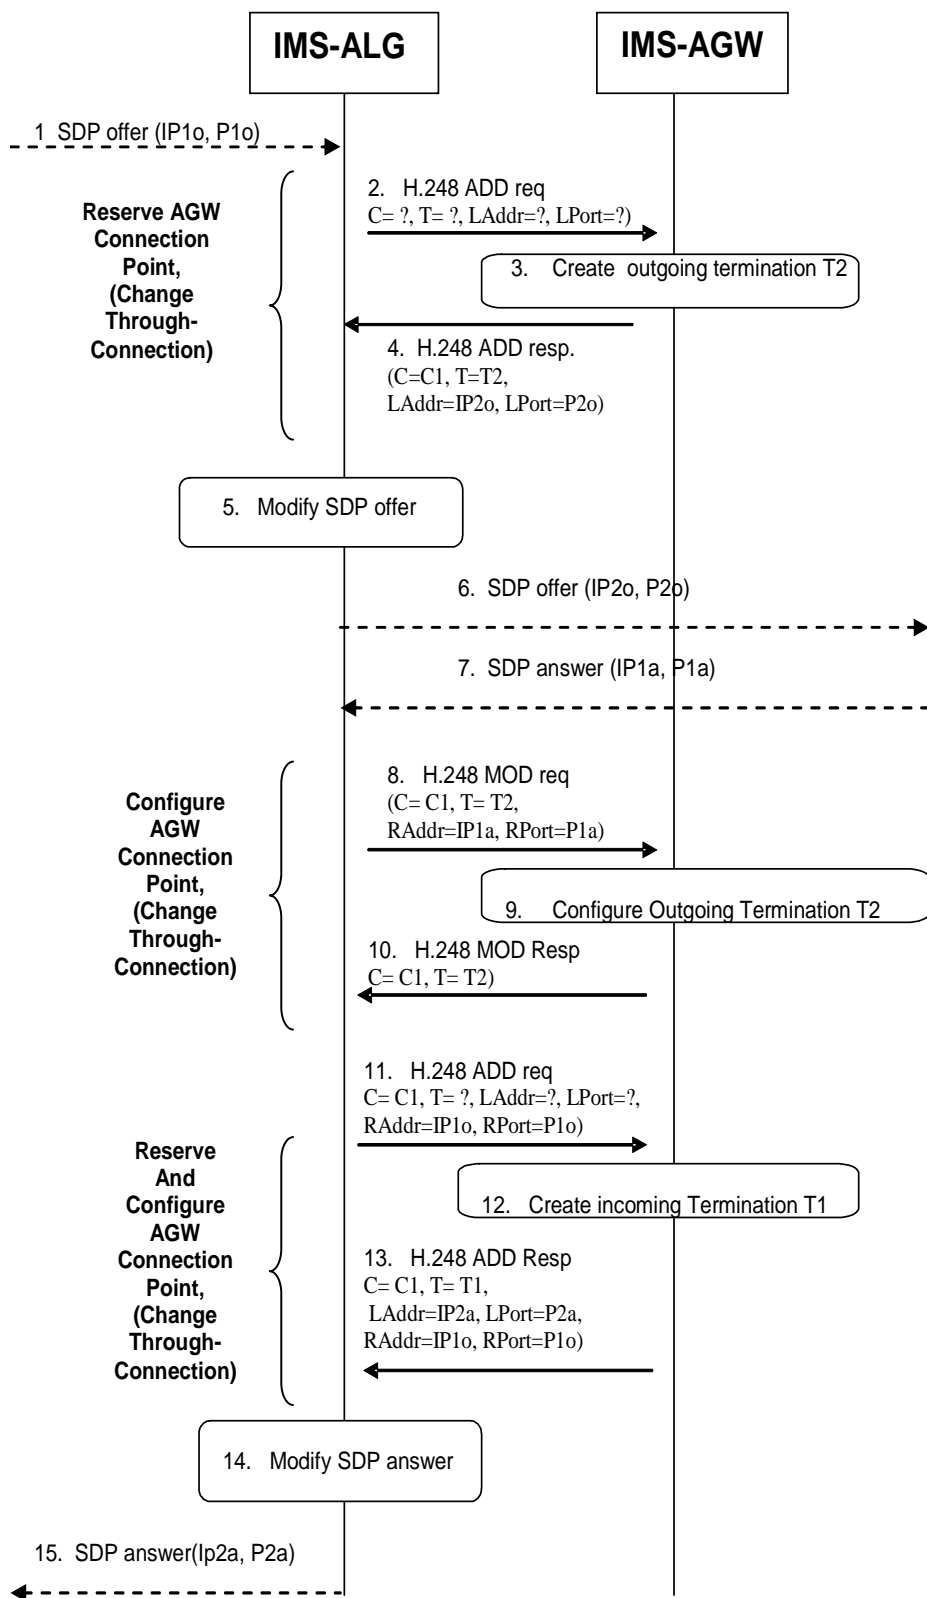 IMS-ALG
IMS-AGW
1 SDP offer (IP1o, P1o)
Reserve AGW
Connection
Point,
(Change
Through-
Connection)
2. H.248 ADD req
C= ?, T= ?, LAddr=?, LPort=?)
3. Create outgoing termination T2
4. H.248 ADD resp.
(C=C1, T=T2,
LAddr=IP2o, LPort=P2o)
5. Modify SDP offer
6. SDP offer (IP2o, P2o)
7. SDP answer (IP1a, P1a)
Configure
AGW
Connection
Point,
(Change
Through-
Connection)
8. H.248 MOD req
(C= C1, T= T2,
RAddr=IP1a, RPort=P1a)
9. Configure Outgoing Termination T2
10. H.248 MOD Resp
C= C1, T= T2)
11. H.248 ADD req
C= C1, T= ?, LAddr=?, LPort=?,
RAddr=IP1o, RPort=P1o)
Reserve
And
Configure
AGW
Connection
Point,
(Change
Through-
Connection)
12. Create incoming Termination T1
13. H.248 ADD Resp
C= C1, T= T1,
LAddr=IP2a, LPort=P2a,
RAddr=IP1o, RPort=P1o)
14. Modify SDP answer
15. SDP answer(Ip2a, P2a)